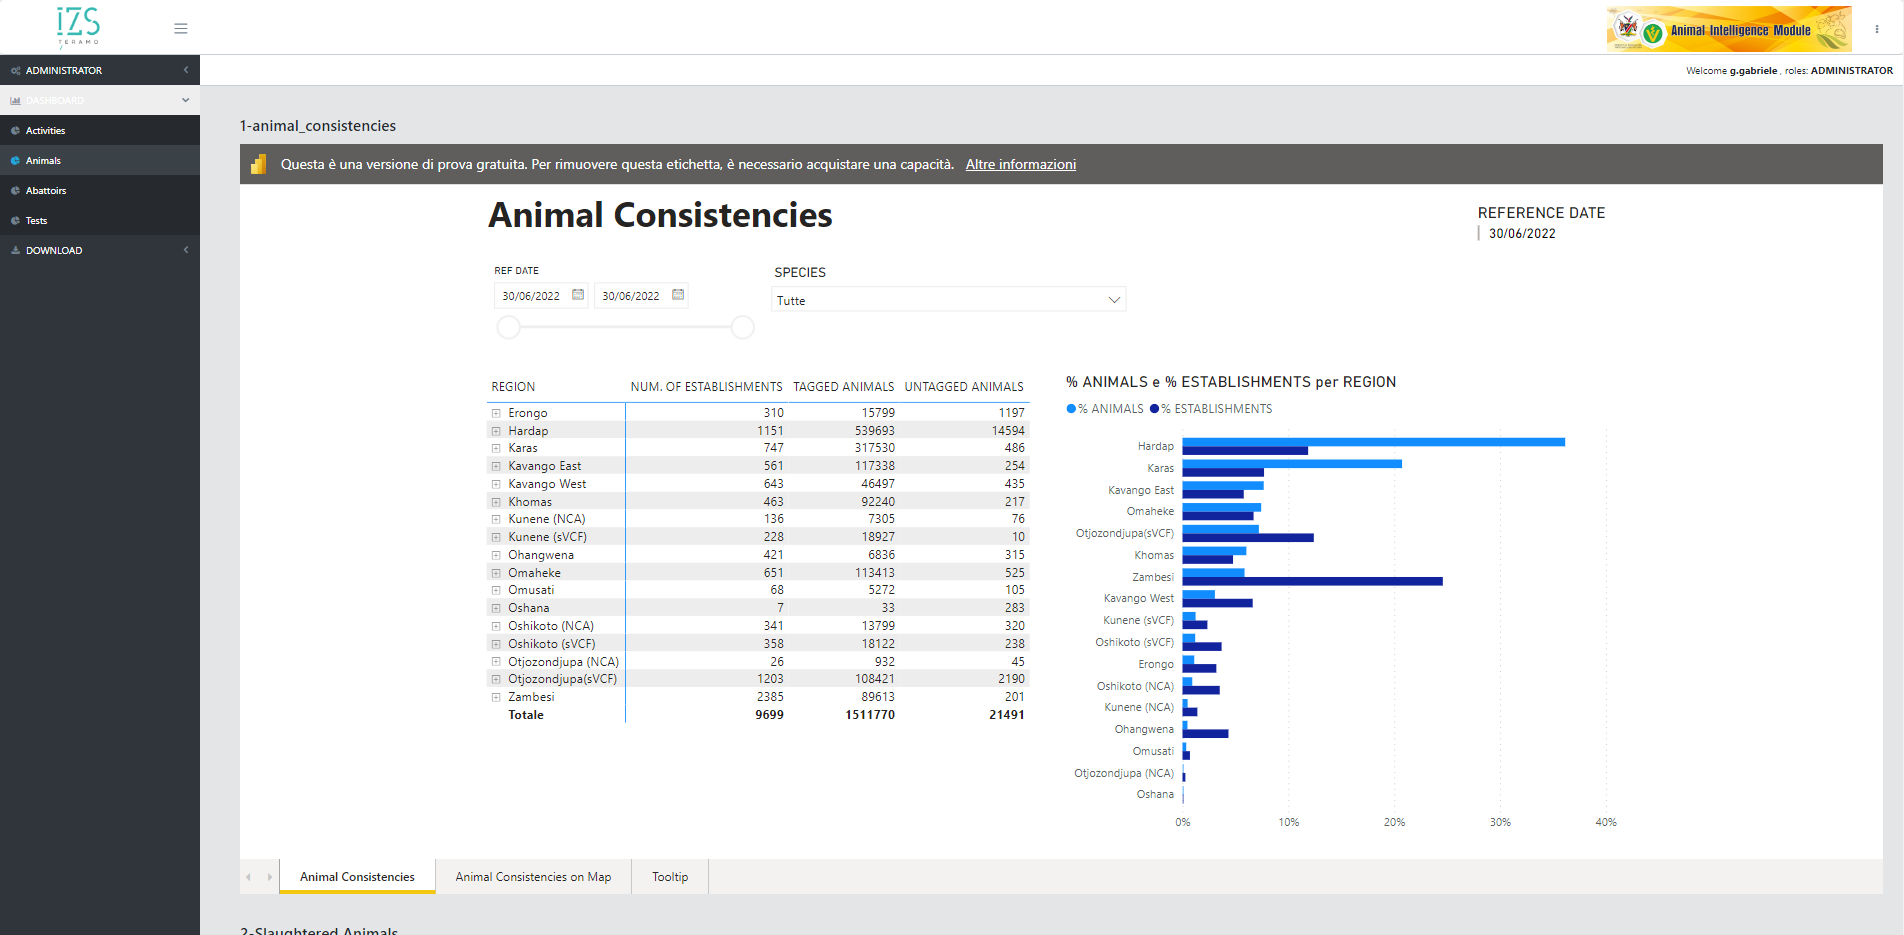 IZS
TERAMO
Animal Intelligence Module
Welcome g.gabriele , roles: ADMINISTRATOR
ADMINISTRATOR
DASHBOARD
Activities
Animals
Abattoirs
Tests
DOWNLOAD
1-animal_consistencies
Questa è una versione di prova gratuita. Per rimuovere questa etichetta, è necessario acquistare una capacità. Altre informazioni
Animal Consistencies
REFERENCE DATE
30/06/2022
REF DATE
30/06/2022 30/06/2022
SPECIES
Tutte
REGION NUM. OF ESTABLISHMENTS TAGGED ANIMALS UNTAGGED ANIMALS
Erongo 310 15799 1197
Hardap 1151 539693 14594
Karas 747 317530 486
Kavango East 561 117338 254
Kavango West 643 46497 435
Khomas 463 92240 217
Kunene (NCA) 136 7305 76
Kunene (sVCF) 228 18927 10
Ohangwena 421 6836 315
Omaheke 651 113413 525
Omusati 68 5272 105
Oshana 7 33 283
Oshikoto (NCA) 341 13799 320
Oshikoto (sVCF) 358 18122 238
Otjozondjupa (NCA) 26 932 45
Otjozondjupa(sVCF) 1203 108421 2190
Zambesi 2385 89613 201
Totale 9699 1511770 21491
% ANIMALS e % ESTABLISHMENTS per REGION
% ANIMALS % ESTABLISHMENTS
Hardap
Karas
Kavango East
Omaheke
Otjozondjupa(sVCF)
Khomas
Zambesi
Kavango West
Kunene (sVCF)
Oshikoto (sVCF)
Erongo
Oshikoto (NCA)
Kunene (NCA)
Ohangwena
Omusati
Otjozondjupa (NCA)
Oshana
0% 10% 20% 30% 40%
Animal Consistencies Animal Consistencies on Map Tooltip
2-Slaughtered Animals